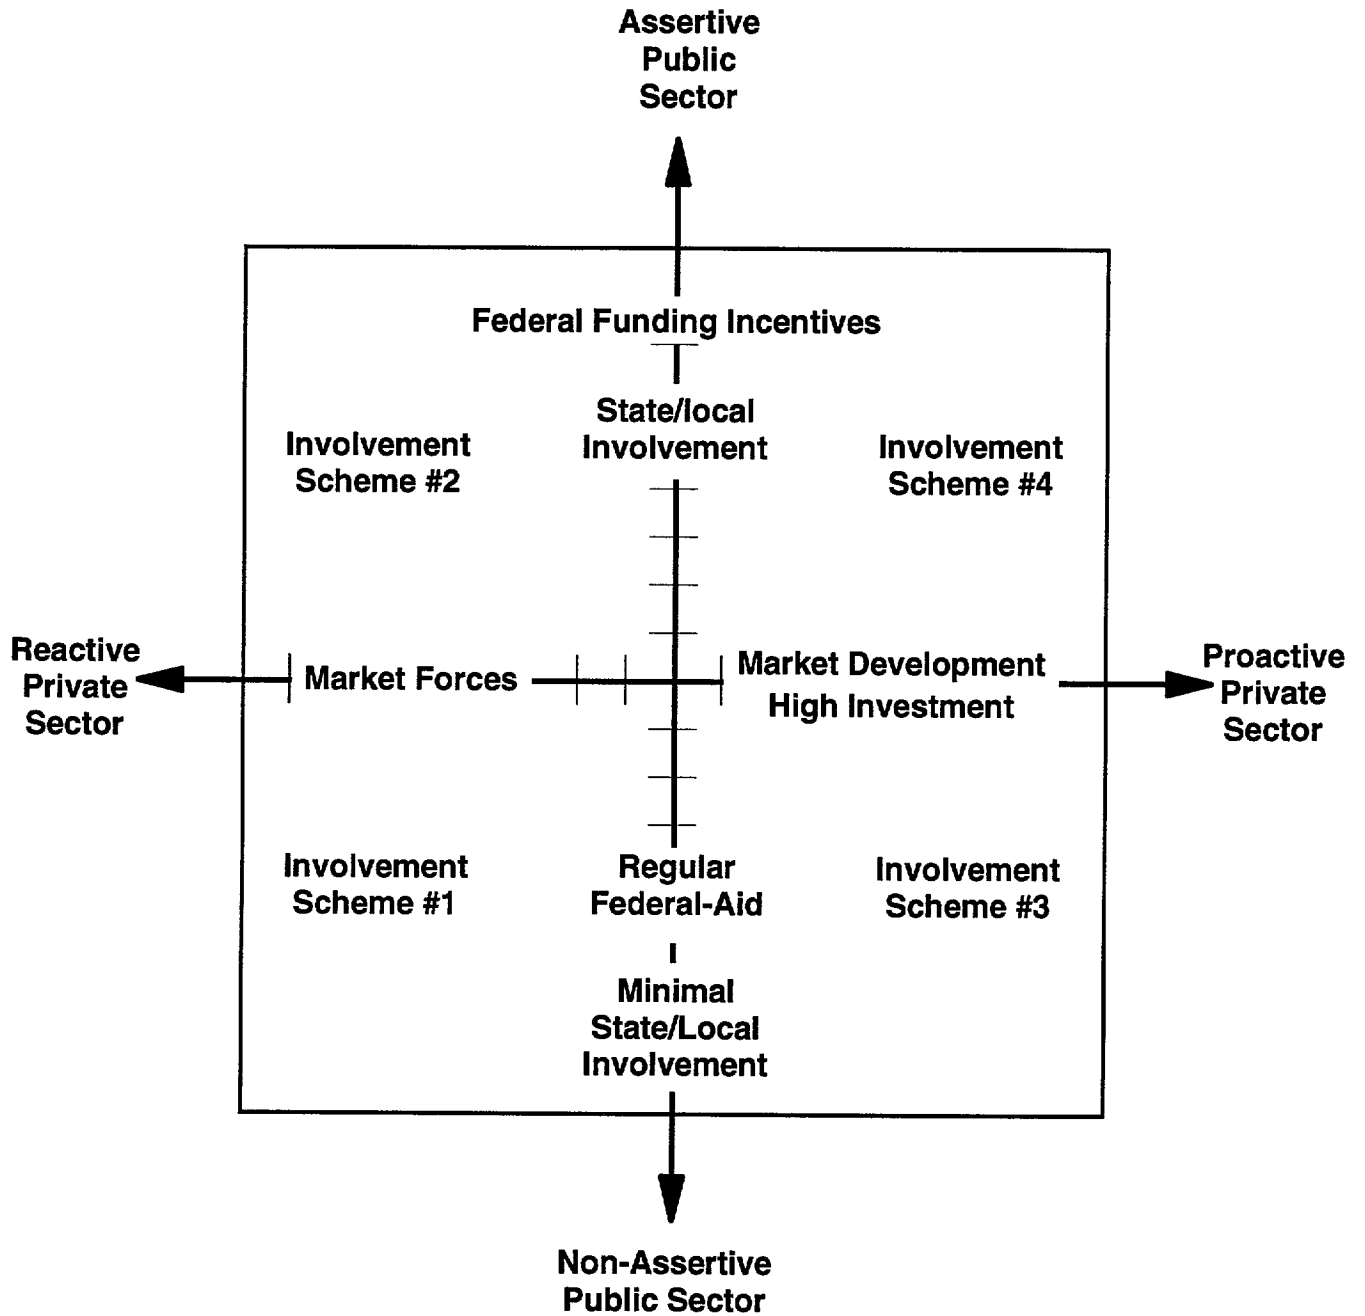 Assertive
Public
Sector
Federal Funding Incentives
State/local
Involvement
Involvement
Scheme #2
Involvement
Scheme #4
Reactive
Private
Sector
Market Forces
Market Development
High Investment
Proactive
Private
Sector
Involvement
Scheme #1
Regular
Federal-Aid
Involvement
Scheme #3
Minimal
State/Local
Involvement
Non-Assertive
Public Sector